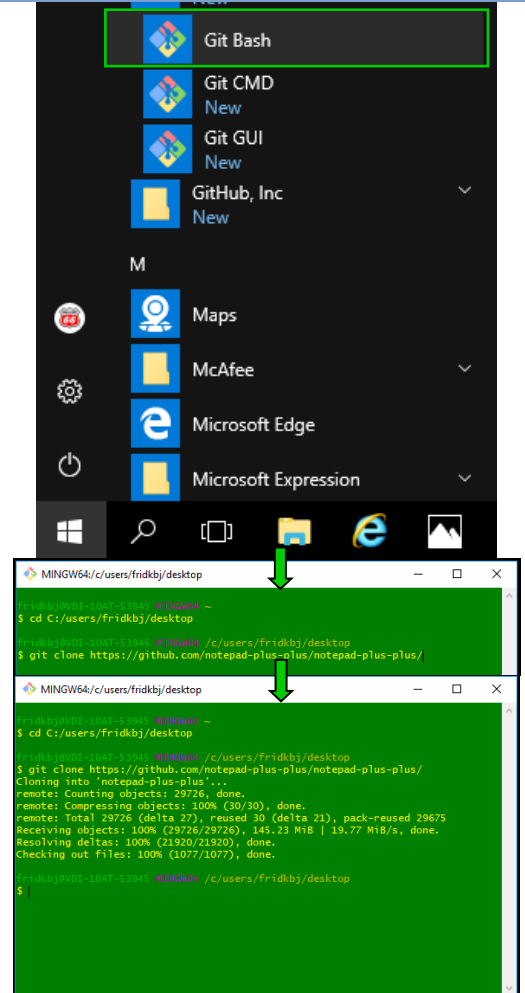 Git Bash
Git CMD
New
Git GUI
New
GitHub, Inc
New
M
Maps
66
McAfee
Microsoft Edge
Microsoft Expression
MINGW64:/c/users/fridkbj/desktop
fridkbj@VDI-10AT-53945 MINGW64 ~
$ cd C:/users/fridkbj/desktop
fridkbj@VDI-10AT-53945 MINGW64 /c/users/fridkbj/desktop
$ git clone https://github.com/notepad-plus-plus/notepad-plus-plus/
MINGW64:/c/users/fridkbj/desktop
fridkbj@VDI-10AT-53945 MINGW64 ~
$ cd C:/users/fridkbj/desktop
fridkbj@VDI-10AT-53945 MINGW64 /c/users/fridkbj/desktop
$ git clone https://github.com/notepad-plus-plus/notepad-plus-plus/
Cloning into 'notepad-plus-plus'...
remote: Counting objects: 29726, done.
remote: Compressing objects: 100% (30/30), done.
remote: Total 29726 (delta 27), reused 30 (delta 21), pack-reused 29675
Receiving objects: 100% (29726/29726), 145.23 MiB | 19.77 MiB/s, done.
Resolving deltas: 100% (21920/21920), done.
Checking out files: 100% (1077/1077), done.
fridkbj@VDI-10AT-53945 MINGW64 /c/users/fridkbj/desktop
$